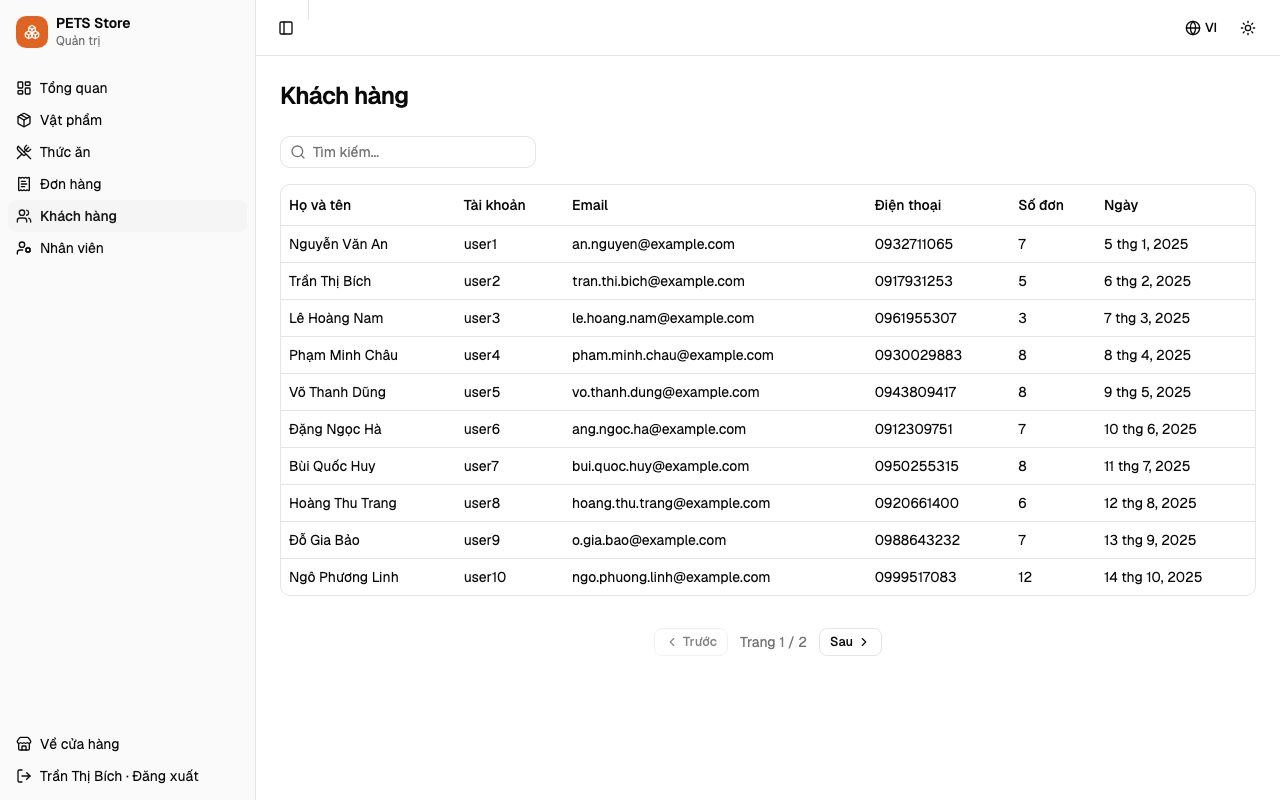 PETS Store
Quản trị
Tổng quan
Vật phẩm
Thức ăn
Đơn hàng
Khách hàng
Nhân viên
Về cửa hàng
Trần Thị Bích · Đăng xuất
VI
Khách hàng
Tìm kiếm...
Họ và tên Tài khoản Email Điện thoại Số đơn Ngày
Nguyễn Văn An user1 an.nguyen@example.com 0932711065 7 5 thg 1, 2025
Trần Thị Bích user2 tran.thi.bich@example.com 0917931253 5 6 thg 2, 2025
Lê Hoàng Nam user3 le.hoang.nam@example.com 0961955307 3 7 thg 3, 2025
Phạm Minh Châu user4 pham.minh.chau@example.com 0930029883 8 8 thg 4, 2025
Võ Thanh Dũng user5 vo.thanh.dung@example.com 0943809417 8 9 thg 5, 2025
Đặng Ngọc Hà user6 ang.ngoc.ha@example.com 0912309751 7 10 thg 6, 2025
Bùi Quốc Huy user7 bui.quoc.huy@example.com 0950255315 8 11 thg 7, 2025
Hoàng Thu Trang user8 hoang.thu.trang@example.com 0920661400 6 12 thg 8, 2025
Đỗ Gia Bảo user9 o.gia.bao@example.com 0988643232 7 13 thg 9, 2025
Ngô Phương Linh user10 ngo.phuong.linh@example.com 0999517083 12 14 thg 10, 2025
Trước Trang 1 / 2 Sau